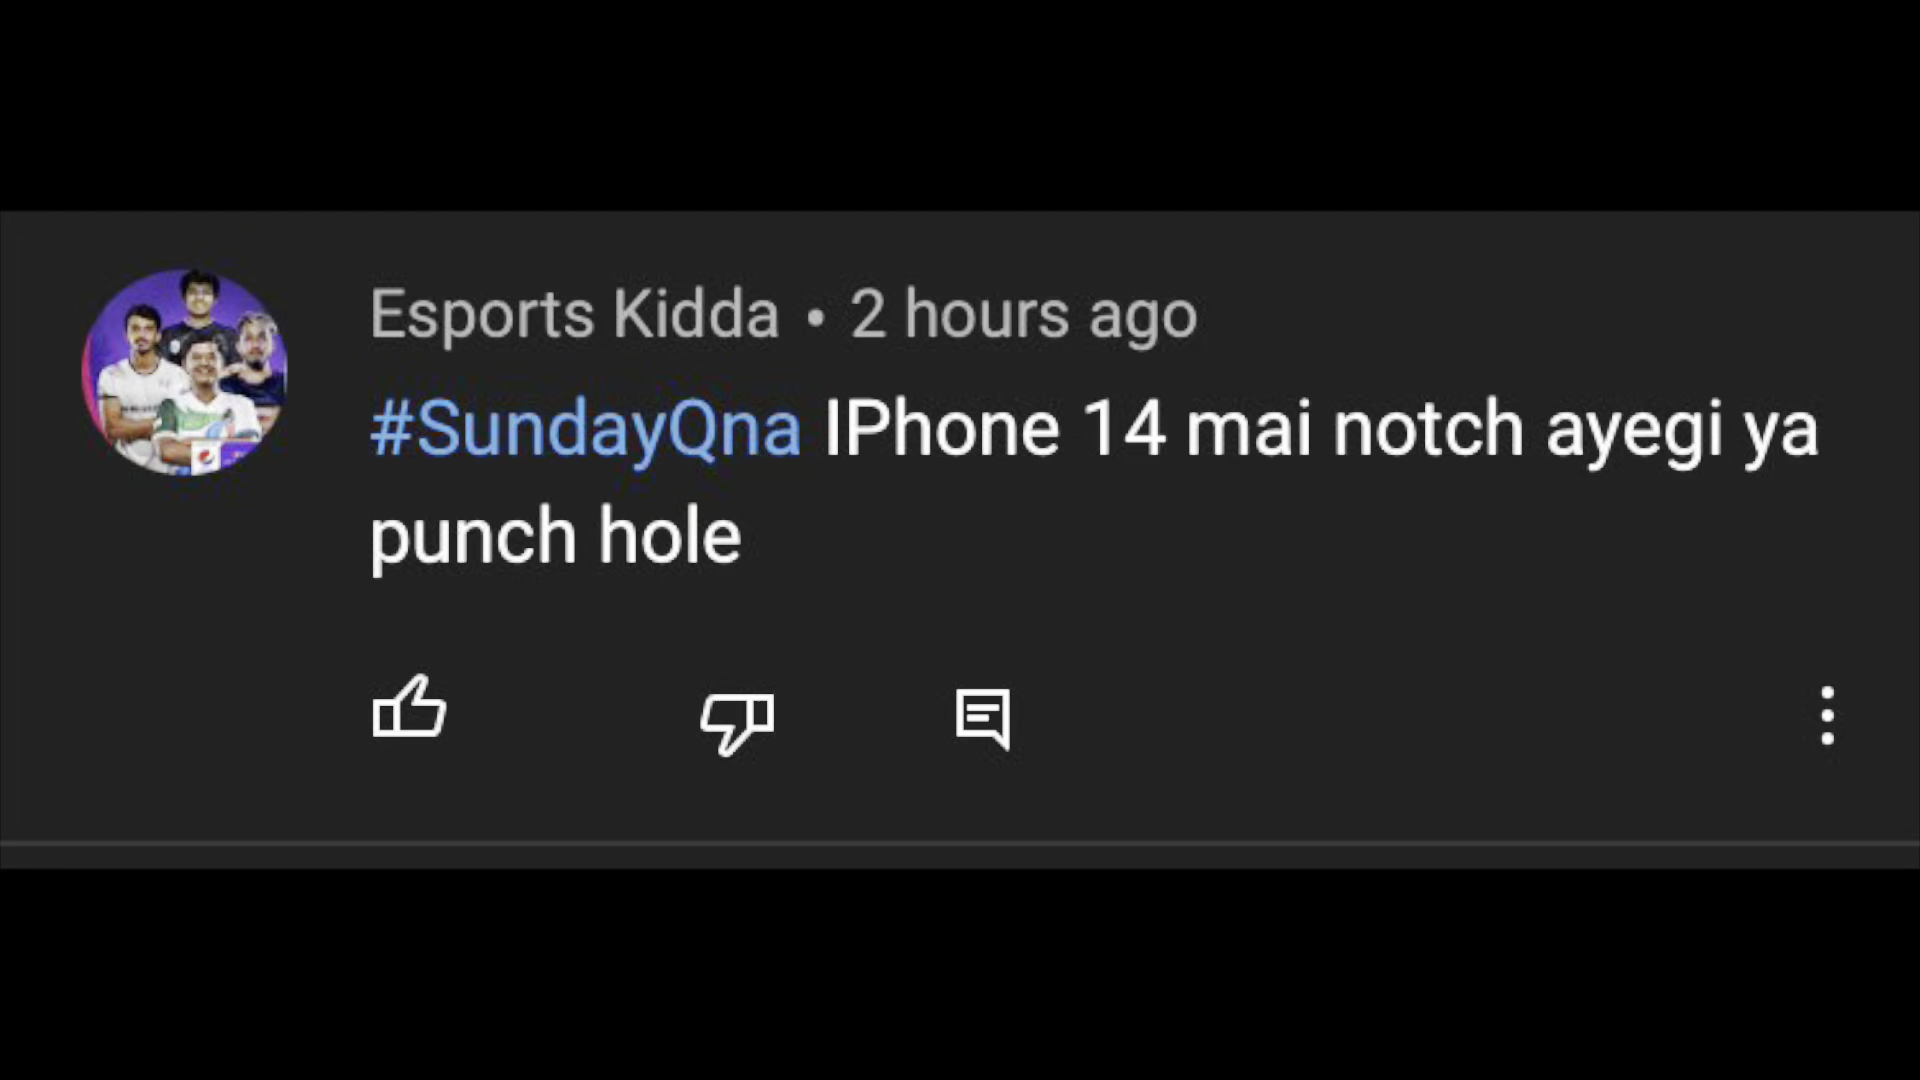 Esports Kidda • 2 hours ago
#SundayQna IPhone 14 mai notch ayegi ya
punch hole